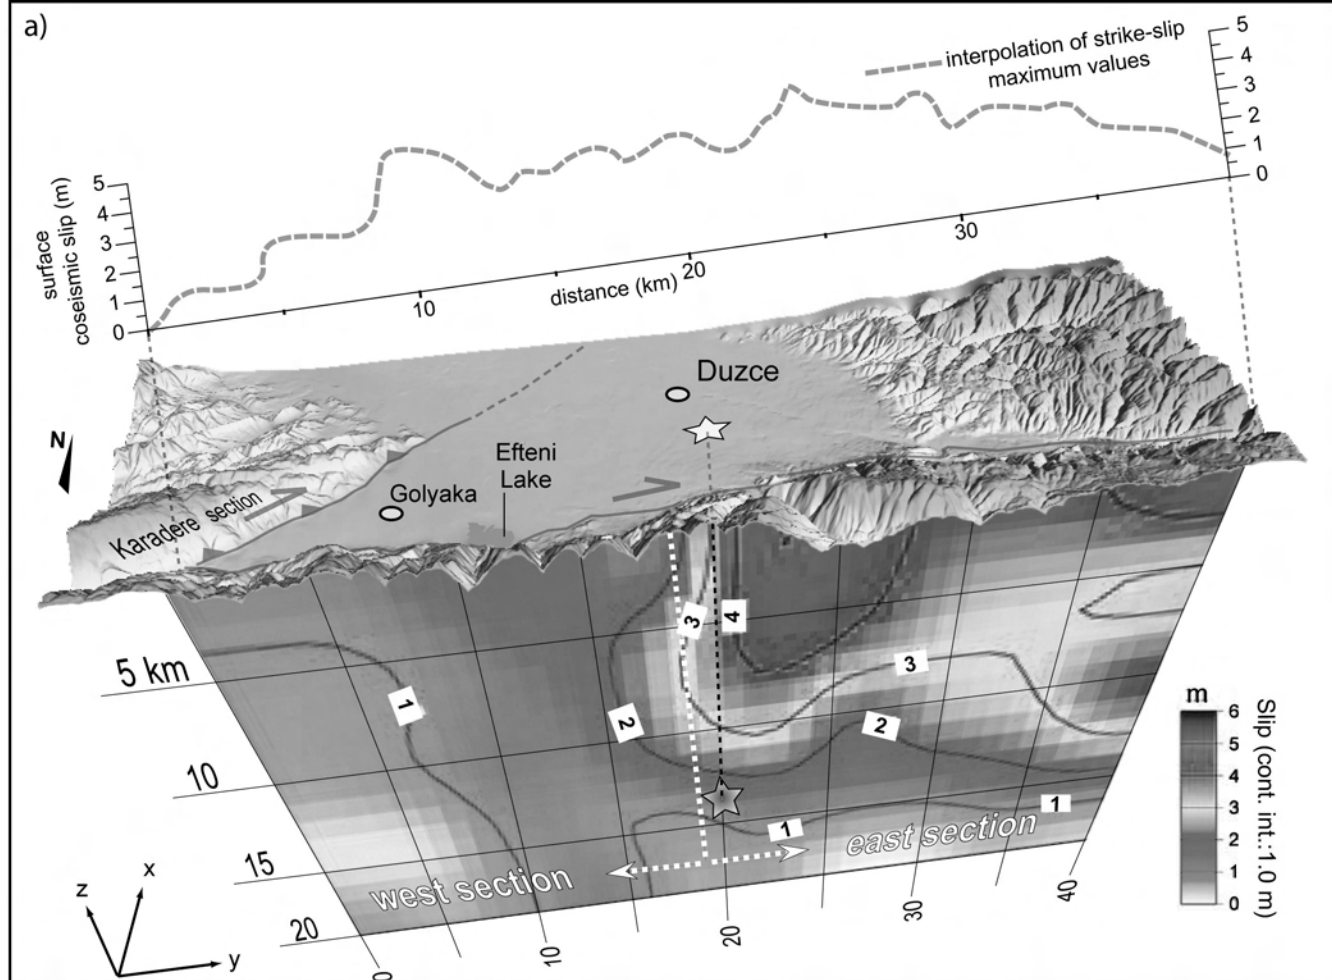 a)
interpolation of strike-slip
maximum values
5
4
3
2
1
0
surface
coseismic slip (m)
5
4
3
2
1
0
10
20
30
distance (km)
Duzce
N
Efteni
Lake
Golyaka
Karadere section
3
4
5 km
1
2
3
2
10
1
1
15
west section
east section
20
0
10
20
30
40
z
x
y
m
6
5
4
3
2
1
0
Slip (cont. int.:1.0 m)